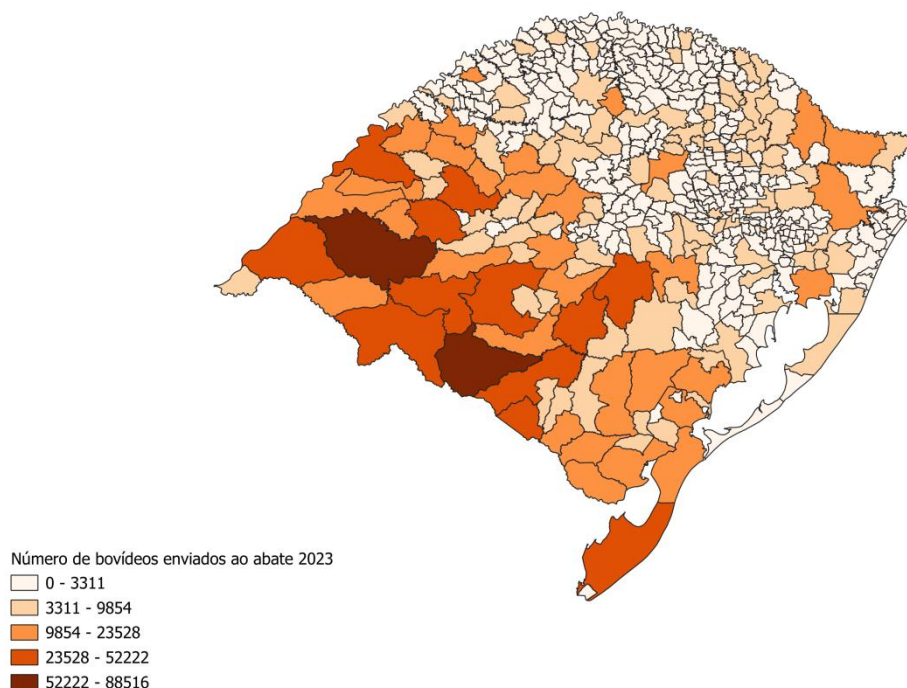 Número de bovídeos enviados ao abate 2023
0 - 3311
3311 - 9854
9854 - 23528
23528 - 52222
52222 - 88516